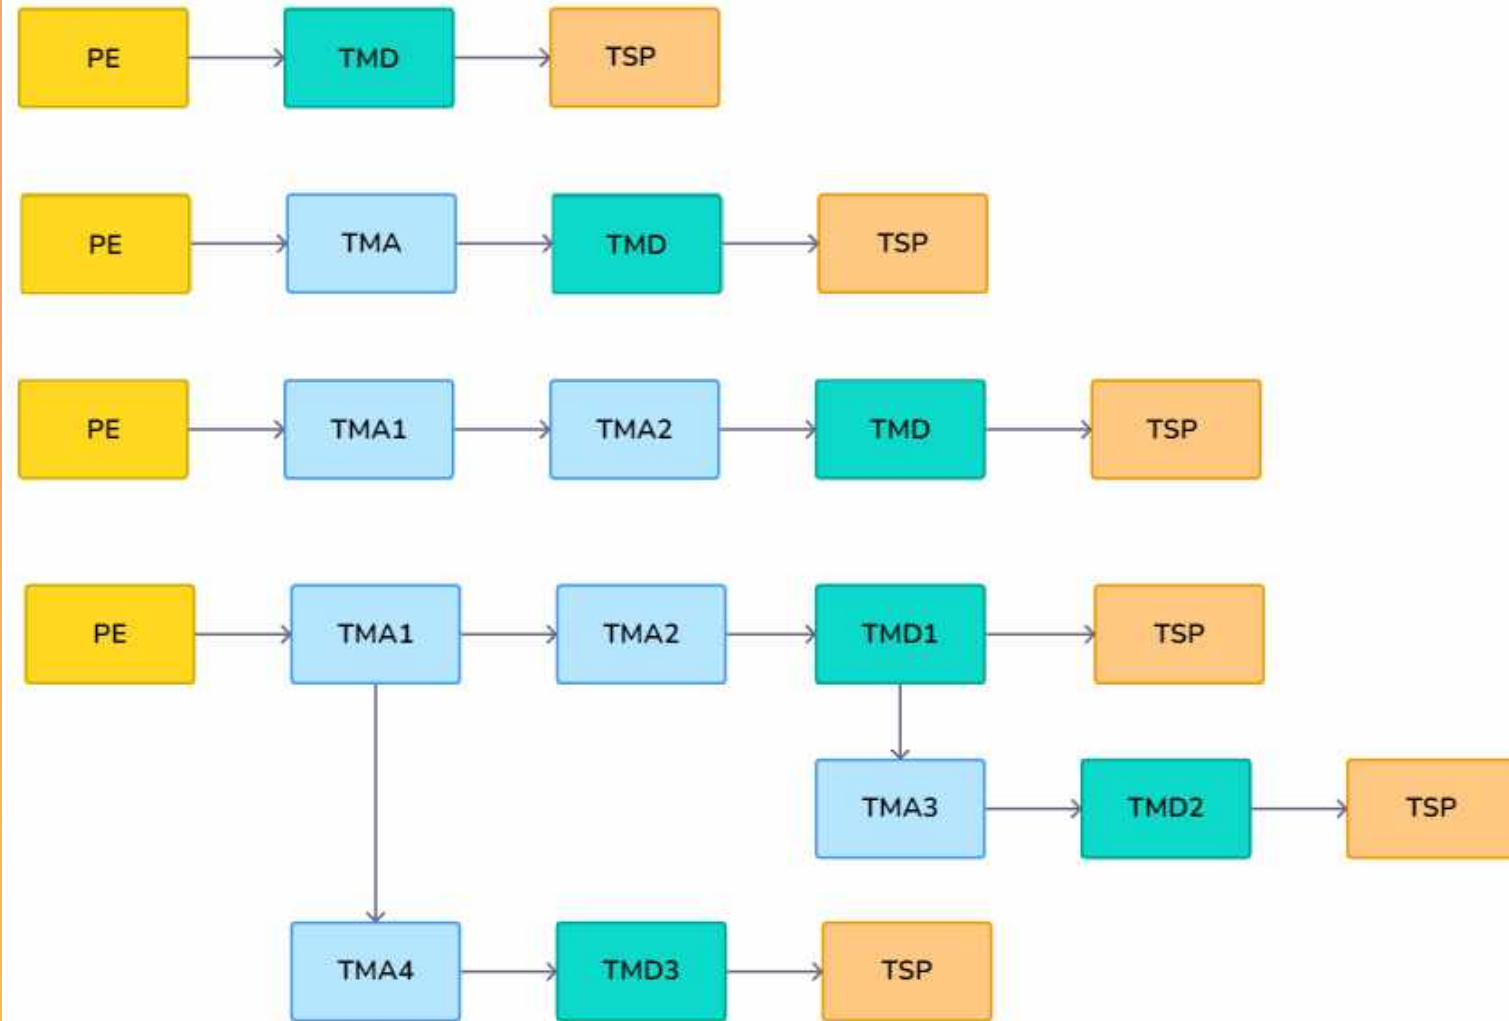 PE TMD TSP
PE TMA TMD TSP
PE TMA1 TMA2 TMD TSP
PE TMA1 TMA2 TMD1 TSP
TMA3 TMD2 TSP
TMA4 TMD3 TSP